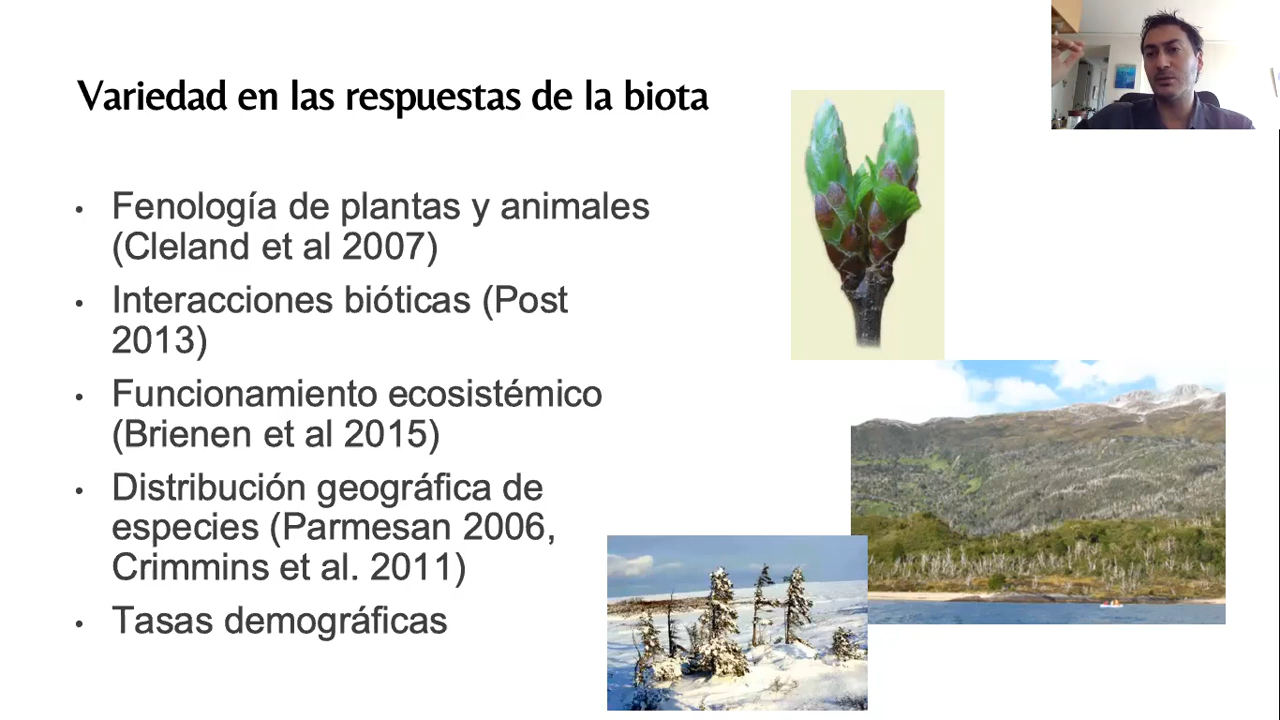 Variedad en las respuestas de la biota
• Fenología de plantas y animales
(Cleland et al 2007)
• Interacciones bióticas (Post
2013)
• Funcionamiento ecosistémico
(Brienen et al 2015)
• Distribución geográfica de
especies (Parmesan 2006,
Crimmins et al. 2011)
• Tasas demográficas